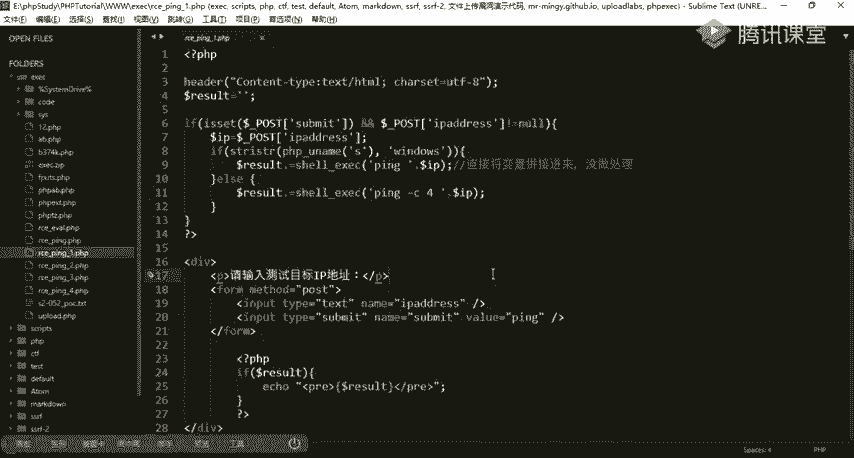 E:\phpStudy\PHPTutorial\WWW\exec\rce_ping_1.php (exec, scripts, php, ctf, test, default, Atom, markdown, ssrf, ssrf-2, 文件上传漏洞演示代码, mr-mingy.github.io, uploadlabs, phpexec) - Sublime Text (UNRE...
文件(F) 编辑(E) 选择(S) 查找(I) 视图(V) 跳转(G) 工具(T) 项目(P) 首选项(N) 帮助(H)
腾讯课堂
OPEN FILES
rce_ping_1.php
FOLDERS
exec
%SystemDrive%
code
sys
12.php
ab.php
b374k.php
exec.zip
fputs.php
phpab.php
phpext.php
phptz.php
rce_eval.php
rce_ping.php
rce_ping_1.php
rce_ping_2.php
rce_ping_3.php
rce_ping_4.php
s2-052_poc.txt
upload.php
scripts
php
ctf
test
default
Atom
markdown
ssrf
ssrf-2
1 <?php
2
3 header("Content-type:text/html; charset=utf-8");
4 $result='';
5
6 if(isset($_POST['submit']) && $_POST['ipaddress']!=null){
7 $ip=$_POST['ipaddress'];
8 if(stristr(php_uname('s'), 'windows')){
9 $result.=shell_exec('ping '.$ip);//直接将变量拼接进来，没做处理
10 }else {
11 $result.=shell_exec('ping -c 4 '.$ip);
12 }
13 }
14 ?>
15
16 <div>
17 <p>请输入测试目标IP地址：</p>
18 <form method="post">
19 <input type="text" name="ipaddress" />
20 <input type="submit" name="submit" value="ping" />
21 </form>
22
23 <?php
24 if($result){
25 echo "<pre>{$result}</pre>";
26 }
27 ?>
28 </div>
Spaces: 4 PHP